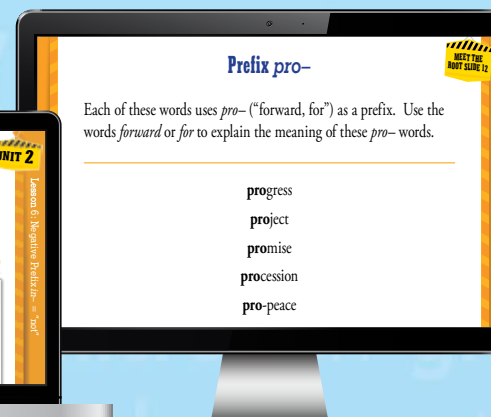 Prefix pro–
MEET THE
ROOT SLIDE 12
Each of these words uses pro– (“forward, for”) as a prefix.  Use the
words forward or for to explain the meaning of these pro– words.
progress
project
promise
procession
pro-peace
UNIT 2
Lesson 6: Negative Prefix in– = “not”